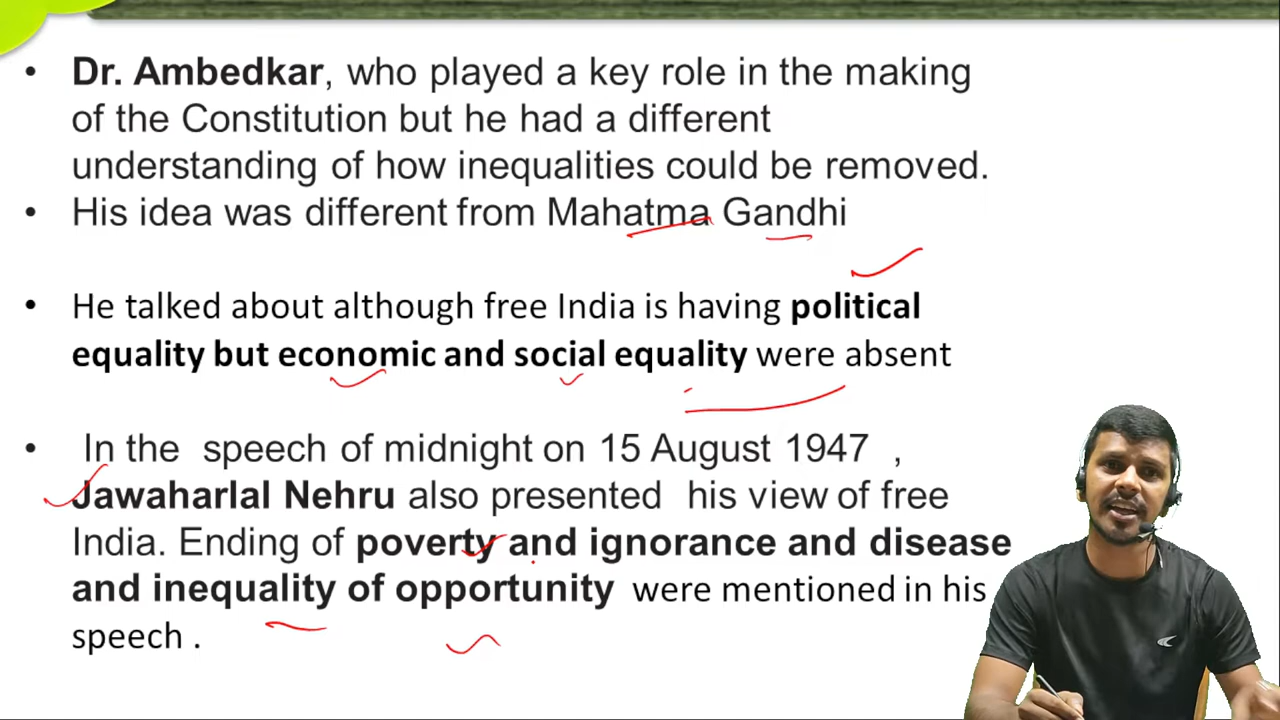 • Dr. Ambedkar, who played a key role in the making
of the Constitution but he had a different
understanding of how inequalities could be removed.
• His idea was different from Mahatma Gandhi
• He talked about although free India is having political
equality but economic and social equality were absent
• In the speech of midnight on 15 August 1947 ,
Jawaharlal Nehru also presented his view of free
India. Ending of poverty and ignorance and disease
and inequality of opportunity were mentioned in his
speech .